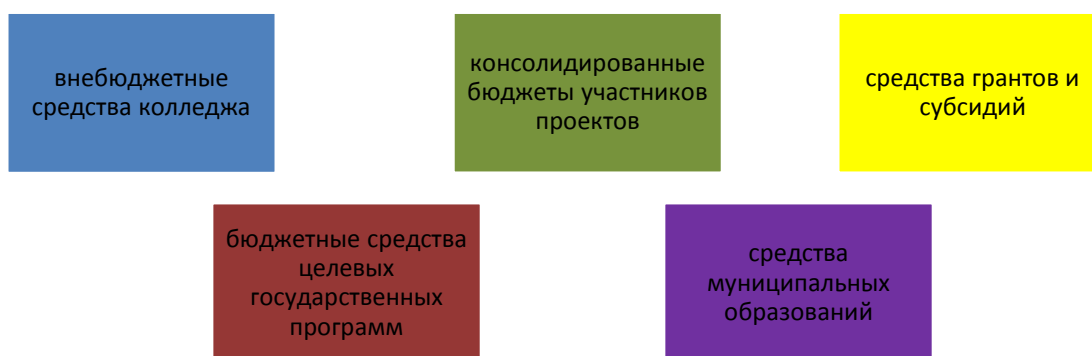 внебюджетные
средства колледжа
консолидированные
бюджеты участников
проектов
средства грантов и
субсидий
бюджетные средства
целевых
государственных
программ
средства
муниципальных
образований